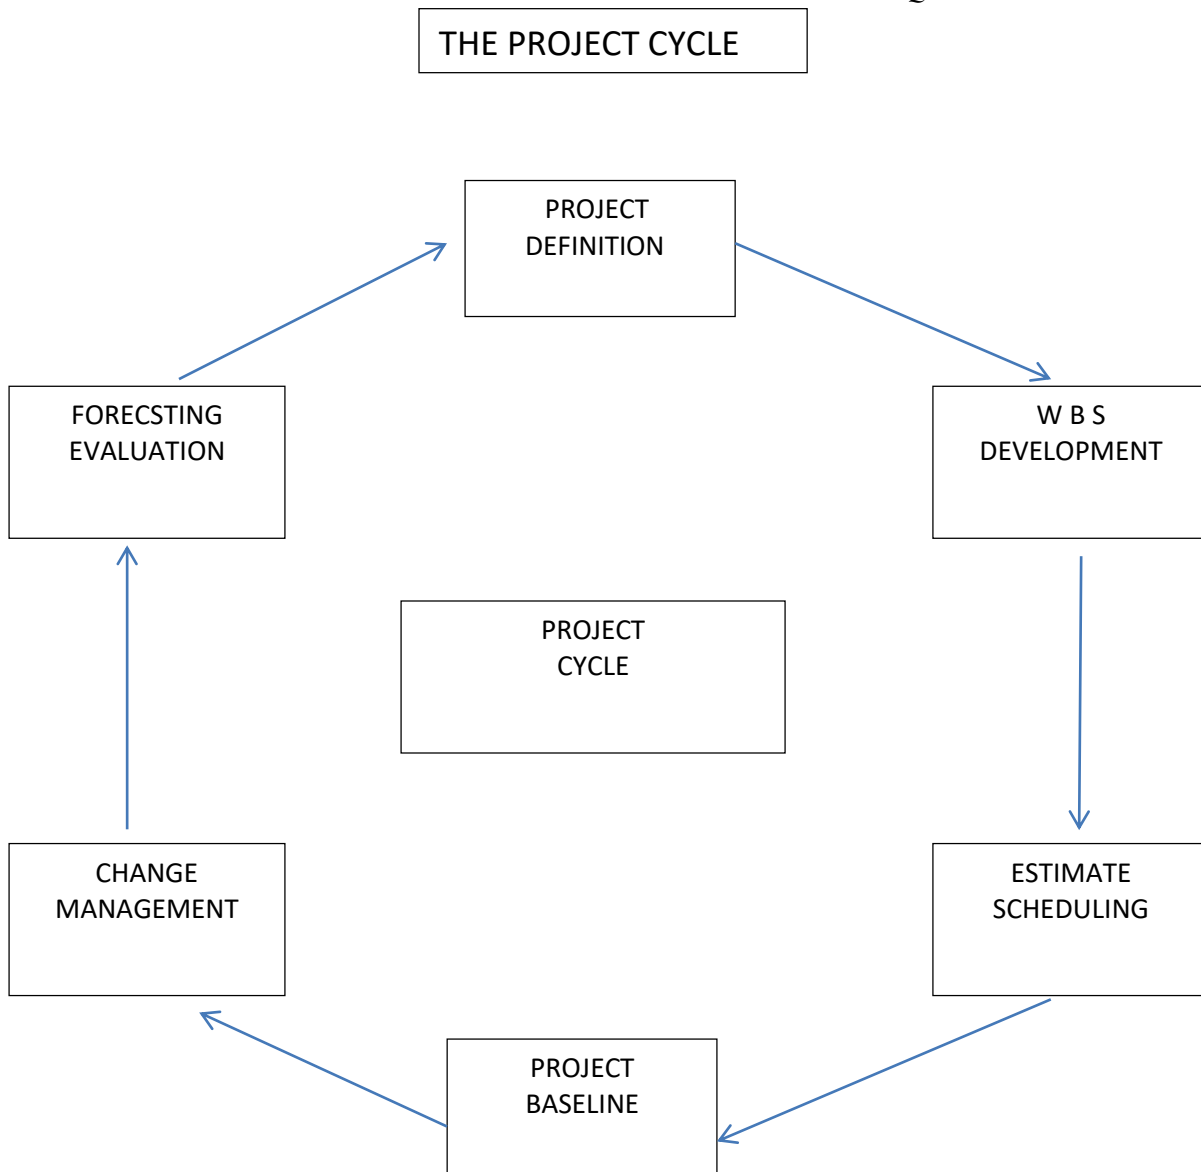 THE PROJECT CYCLE
PROJECT
DEFINITION
FORECSTING
EVALUATION
W B S
DEVELOPMENT
PROJECT
CYCLE
CHANGE
MANAGEMENT
ESTIMATE
SCHEDULING
PROJECT
BASELINE